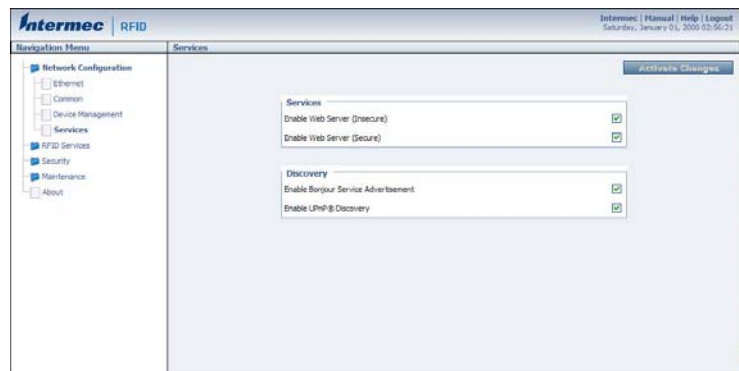 Intermec | RFID
Intermec | Manual | Help | Logout
Saturday, January 01, 2000 02:56:21
Navigation Menu
Services
Network Configuration
Ethernet
Common
Device Management
Services
RFID Services
Security
Maintenance
About
Activate Changes
Services
Enable Web Server (Insecure)
Enable Web Server (Secure)
Discovery
Enable Bonjour Service Advertisement
Enable UPnP® Discovery